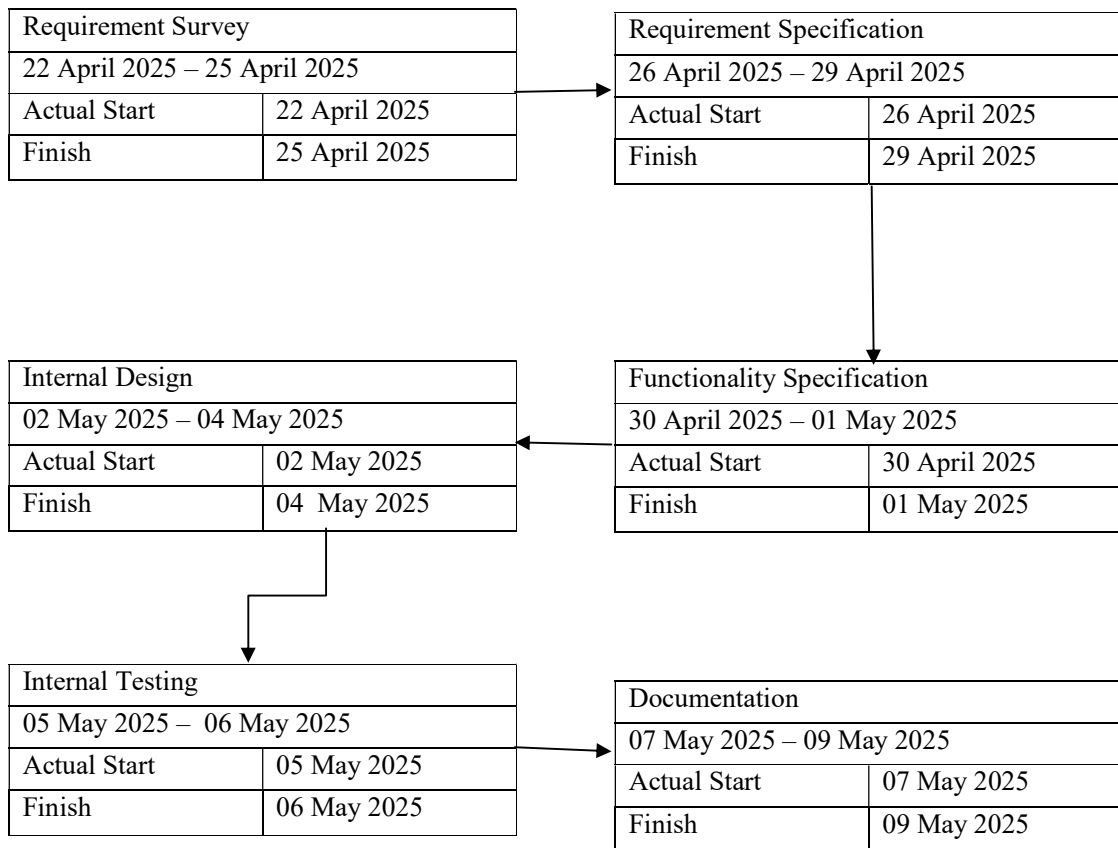 Requirement Survey
22 April 2025 – 25 April 2025
Actual Start 22 April 2025
Finish 25 April 2025
Requirement Specification
26 April 2025 – 29 April 2025
Actual Start 26 April 2025
Finish 29 April 2025
Internal Design
02 May 2025 – 04 May 2025
Actual Start 02 May 2025
Finish 04 May 2025
Functionality Specification
30 April 2025 – 01 May 2025
Actual Start 30 April 2025
Finish 01 May 2025
Internal Testing
05 May 2025 – 06 May 2025
Actual Start 05 May 2025
Finish 06 May 2025
Documentation
07 May 2025 – 09 May 2025
Actual Start 07 May 2025
Finish 09 May 2025